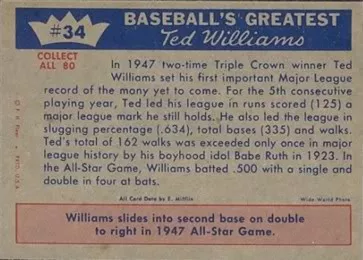 #34
BASEBALL'S GREATEST
Ted Williams
COLLECT
ALL 80
In 1947 two-time Triple Crown winner Ted
Williams set his first important Major League
record of the many yet to come. For the 5th consecutive
playing year, Ted led his league in runs scored (125) a
major league mark he still holds. He also led the league in
slugging percentage (.634), total bases (335) and walks.
Ted's total of 162 walks was exceeded only once in major
league history by his boyhood idol Babe Ruth in 1923. In
the All-Star Game, Williams batted .500 with a single and
double in four at bats.
All Card Data by E. Mifflin
Wide World Photo
Williams slides into second base on double
to right in 1947 All-Star Game.